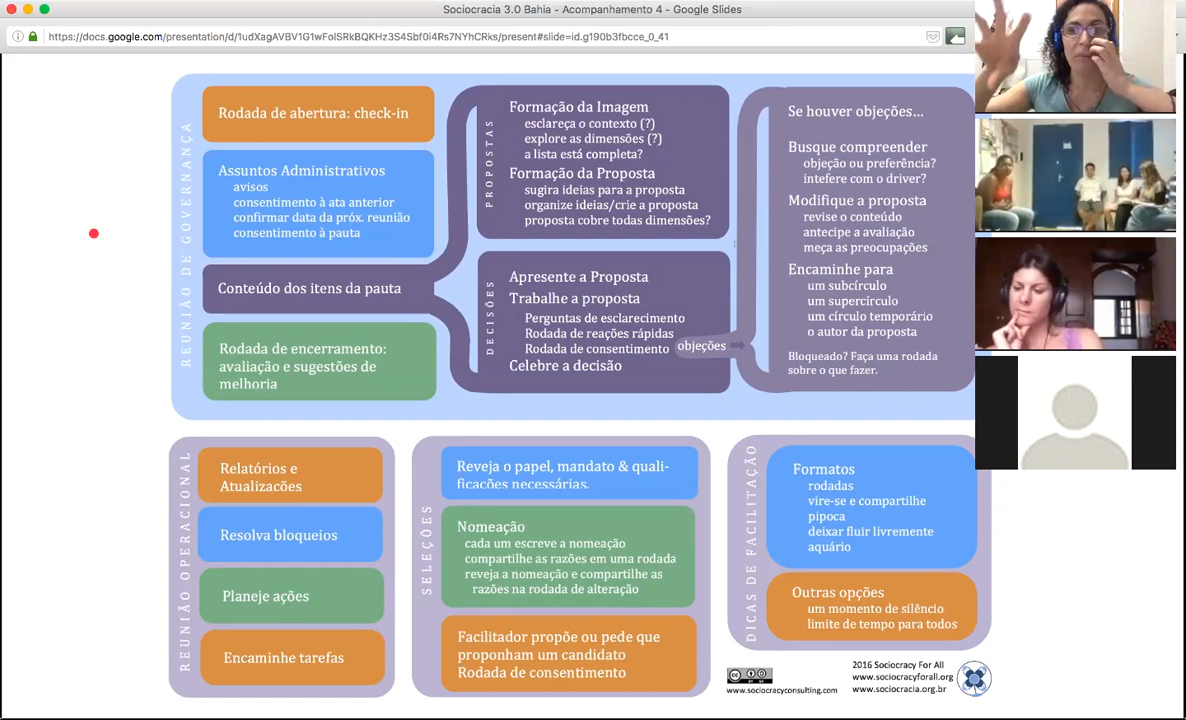 Sociocracia 3.0 Bahia - Acompanhamento 4 - Google Slides
https://docs.google.com/presentation/d/1udXagAVBV1G1wFolSRkBQKHz3S4Sbf0i4Rs7NYhCRks/present#slide=id.g190b3fbcce_0_41
REUNIÃO DE GOVERNANÇA
Rodada de abertura: check-in
Assuntos Administrativos
avisos
consentimento à ata anterior
confirmar data da próx. reunião
consentimento à pauta
Conteúdo dos itens da pauta
Rodada de encerramento:
avaliação e sugestões de
melhoria
PROPOSTAS
Formação da Imagem
esclareça o contexto (?)
explore as dimensões (?)
a lista está completa?
Formação da Proposta
sugira ideias para a proposta
organize ideias/crie a proposta
proposta cobre todas dimensões?
DECISÕES
Apresente a Proposta
Trabalhe a proposta
Perguntas de esclarecimento
Rodada de reações rápidas
Rodada de consentimento
objeções
Celebre a decisão
Se houver objeções...
Busque compreender
objeção ou preferência?
intefere com o driver?
Modifique a proposta
revise o conteúdo
antecipe a avaliação
meça as preocupações
Encaminhe para
um subcírculo
um supercírculo
um círculo temporário
o autor da proposta
Bloqueado? Faça uma rodada
sobre o que fazer.
REUNIÃO OPERACIONAL
Relatórios e
Atualizações
Resolva bloqueios
Planeje ações
Encaminhe tarefas
SELEÇÕES
Reveja o papel, mandato & quali-
ficações necessárias.
Nomeação
cada um escreve a nomeação
compartilhe as razões em uma rodada
reveja a nomeação e compartilhe as
razões na rodada de alteração
Facilitador propõe ou pede que
proponham um candidato
Rodada de consentimento
DICAS DE FACILITAÇÃO
Formatos
rodadas
vire-se e compartilhe
pipoca
deixar fluir livremente
aquário
Outras opções
um momento de silêncio
limite de tempo para todos
cc BY SA
www.sociocracyconsulting.com
2016 Sociocracy For All
www.sociocracyforall.org
www.sociocracia.org.br